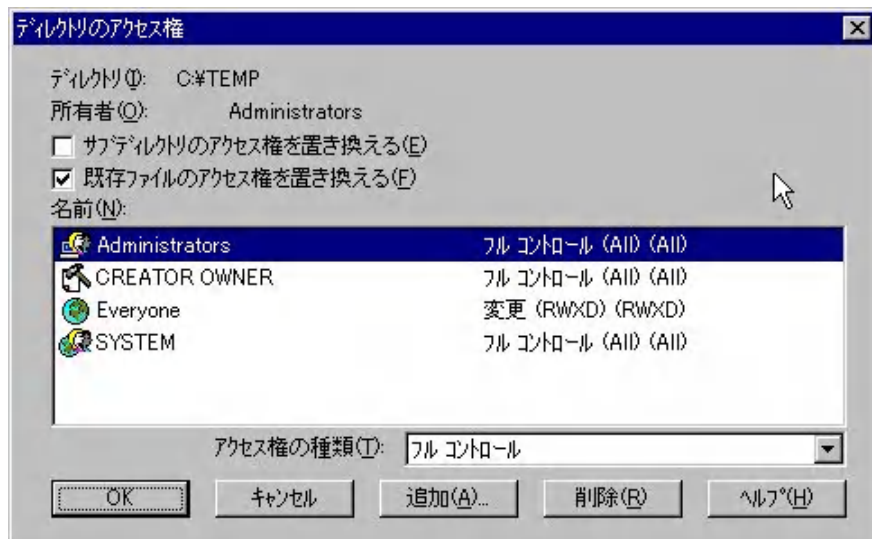 ﾃﾞｨﾚｸﾄﾘのｱｸｾｽ権
ﾃﾞｨﾚｸﾄﾘ(D): C:¥TEMP
所有者(O): Administrators
ｻﾌﾞﾃﾞｨﾚｸﾄﾘのｱｸｾｽ権を置き換える(E)
既存ﾌｧｲﾙのｱｸｾｽ権を置き換える(F)
名前(N):
Administrators ﾌﾙ ｺﾝﾄﾛｰﾙ (All) (All)
CREATOR OWNER ﾌﾙ ｺﾝﾄﾛｰﾙ (All) (All)
Everyone 変更 (RWXD) (RWXD)
SYSTEM ﾌﾙ ｺﾝﾄﾛｰﾙ (All) (All)
ｱｸｾｽ権の種類(T): ﾌﾙ ｺﾝﾄﾛｰﾙ
OK ｷｬﾝｾﾙ 追加(A)... 削除(R) ﾍﾙﾌﾟ(H)